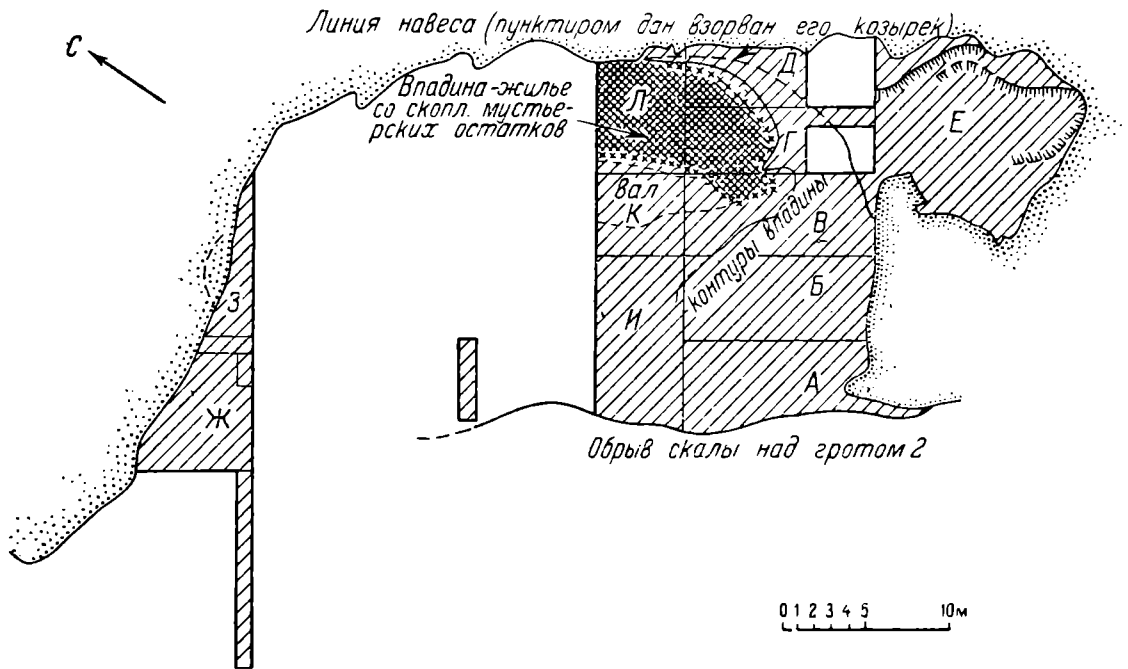 Линия навеса (пунктиром дан взорван его козырек)
С
Впадина-жилье
со скопл. мустье-
рских остатков
Л
Д
Г
Е
вал
К
контуры впадины
В
Б
И
А
З
Ж
Обрыв скалы над гротом 2
0 1 2 3 4 5 10м